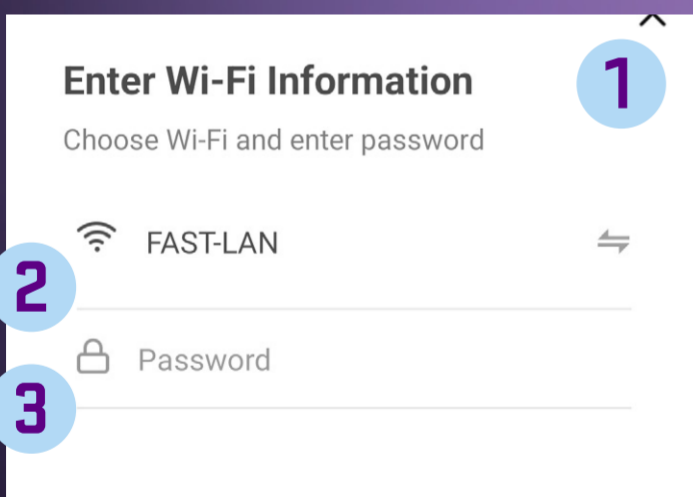 Enter Wi-Fi Information
1
Choose Wi-Fi and enter password
FAST-LAN
2
Password
3